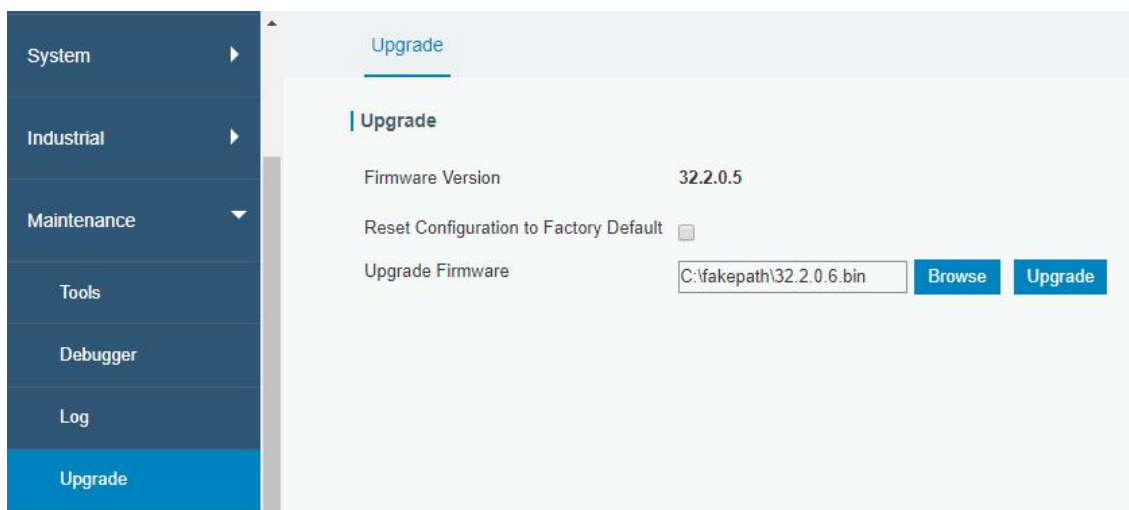 System
Industrial
Maintenance
Tools
Debugger
Log
Upgrade
Upgrade
Upgrade
Firmware Version 32.2.0.5
Reset Configuration to Factory Default
Upgrade Firmware C:\fakepath\32.2.0.6.bin Browse Upgrade